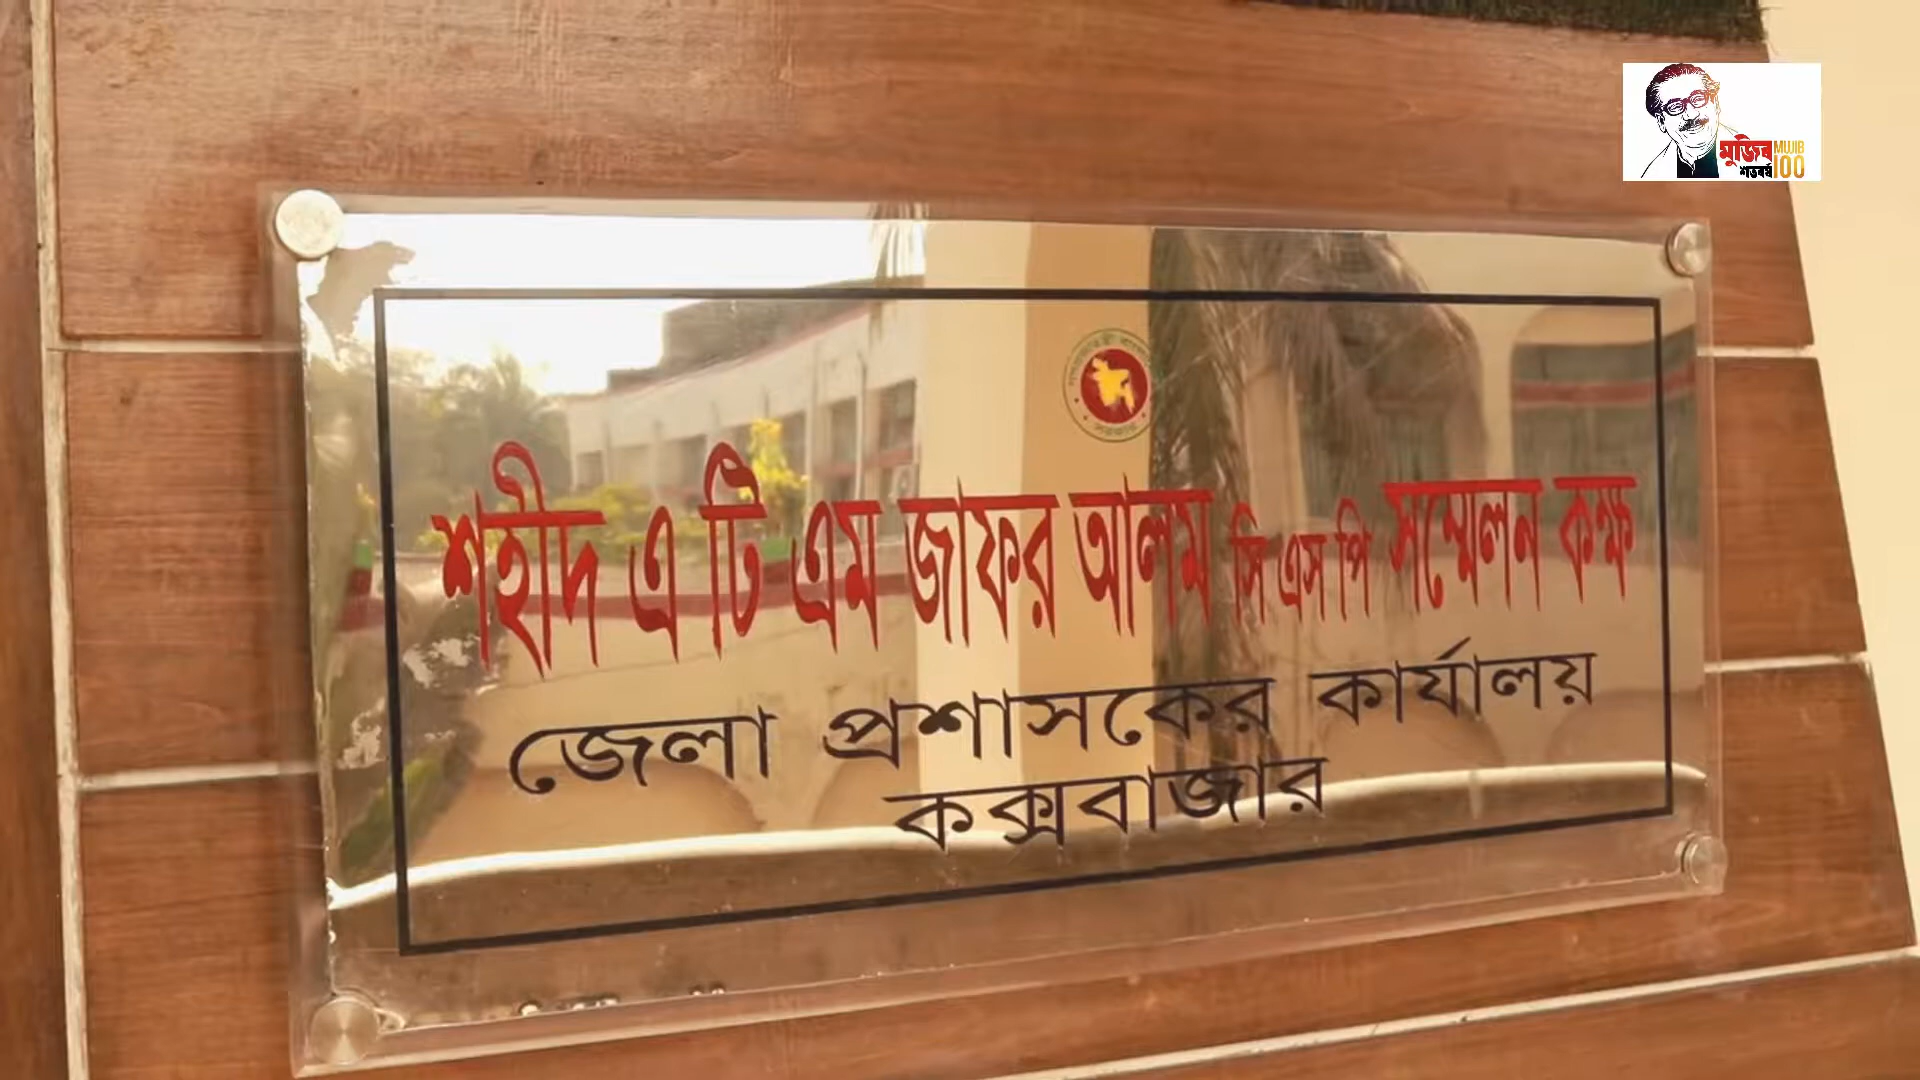 মুজিব MUJIB
শতবর্ষ 100
শহীদ এ টি এম জাফর আলম সি এস পি সম্মেলন কক্ষ
জেলা প্রশাসকের কার্যালয়
কক্সবাজার